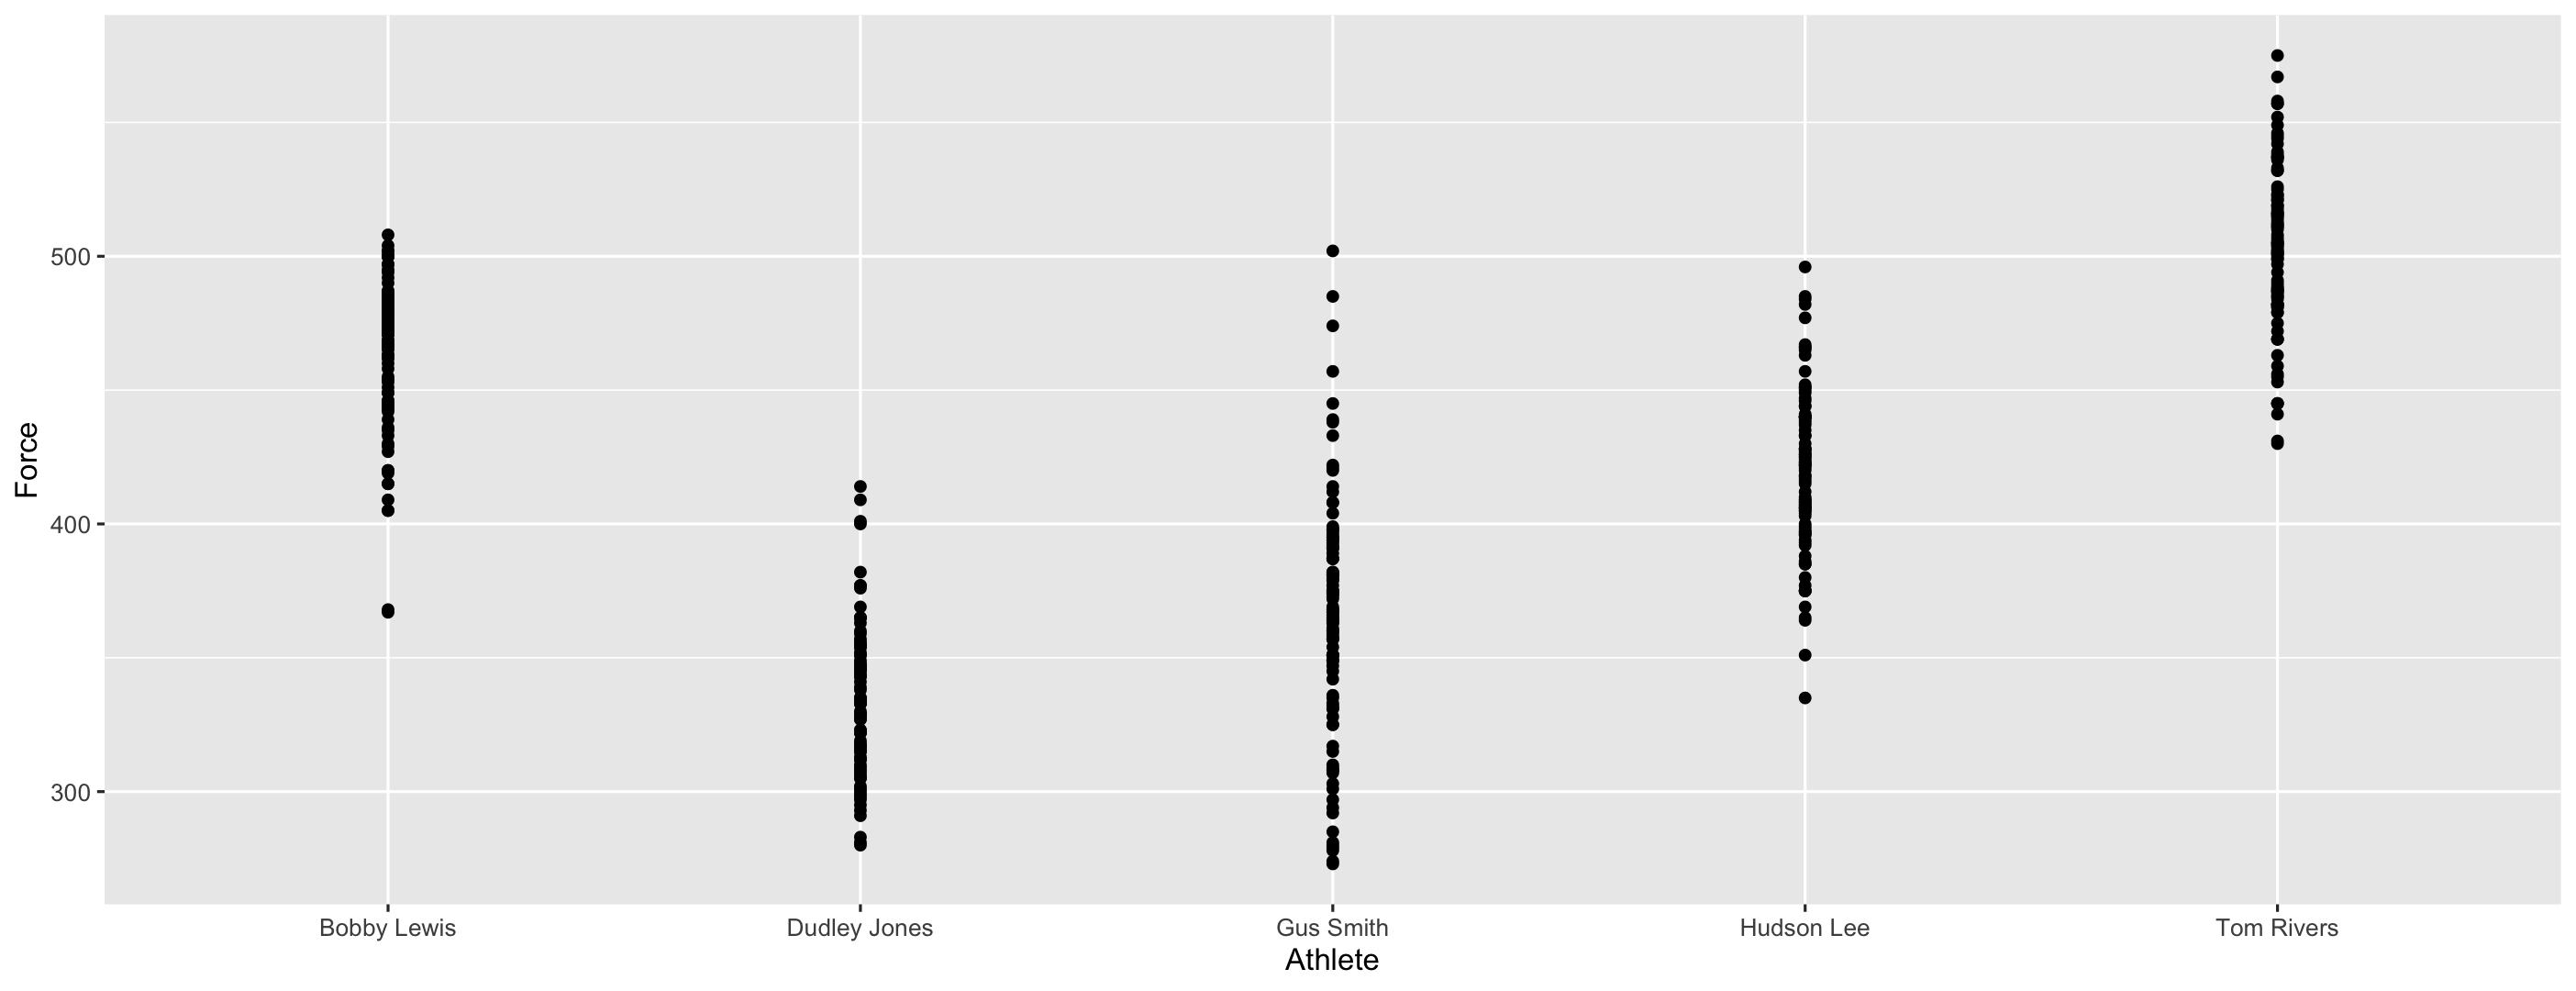 Force
500
400
300
Bobby Lewis
Dudley Jones
Gus Smith
Hudson Lee
Tom Rivers
Athlete